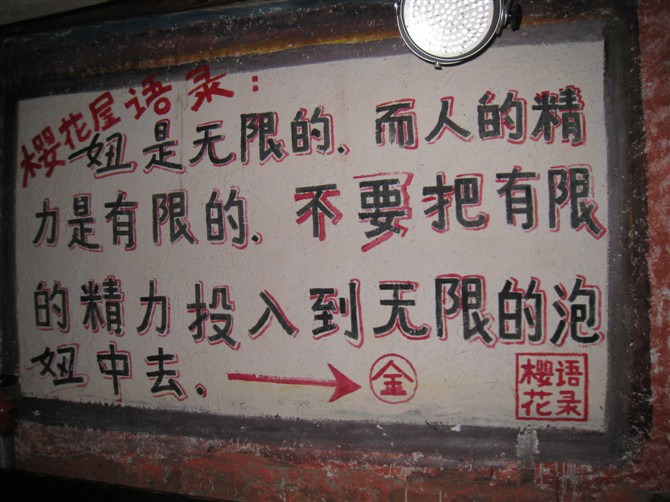 樱花屋语录：
妞是无限的.而人的精
力是有限的.不要把有限
的精力投入到无限的泡
妞中去.
金
樱语
花录